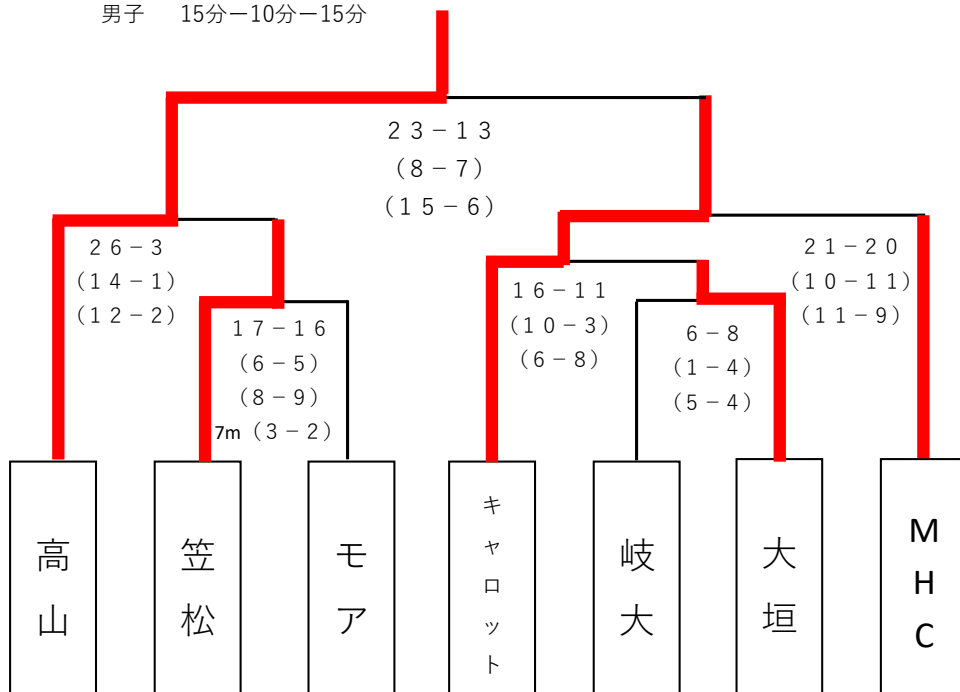 男子 15分ー10分ー15分
23－13
(8－7)
(15－6)
26－3
(14－1)
(12－2)
17－16
(6－5)
(8－9)
7m (3－2)
16－11
(10－3)
(6－8)
6－8
(1－4)
(5－4)
21－20
(10－11)
(11－9)
高山
笠松
モア
キャロット
岐大
大垣
MHC